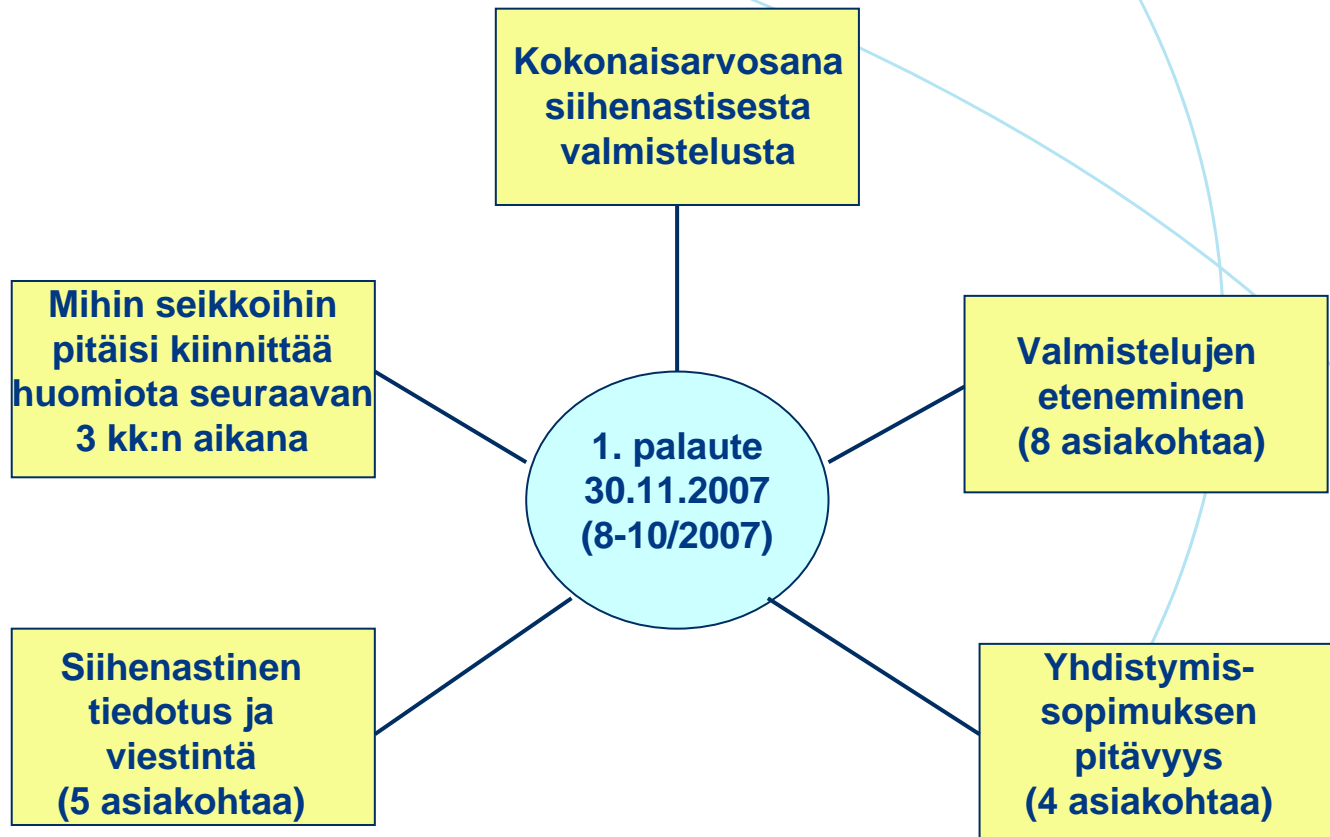 Kokonaisarvosana
siihenastisesta
valmistelusta
Mihin seikkoihin
pitäisi kiinnittää
huomiota seuraavan
3 kk:n aikana
Valmistelujen
eteneminen
(8 asiakohtaa)
1. palaute
30.11.2007
(8-10/2007)
Siihenastinen
tiedotus ja
viestintä
(5 asiakohtaa)
Yhdistymis-
sopimuksen
pitävyys
(4 asiakohtaa)